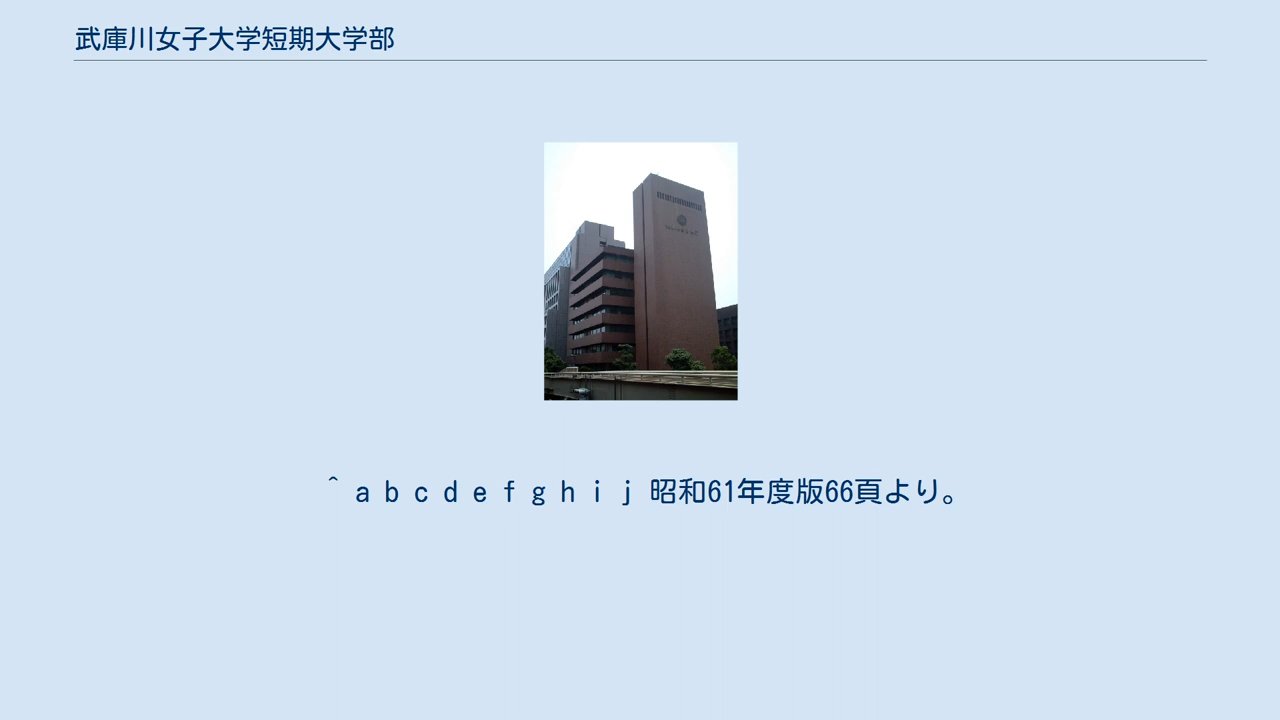 武庫川女子大学短期大学部
^ a b c d e f g h i j 昭和61年度版66頁より。